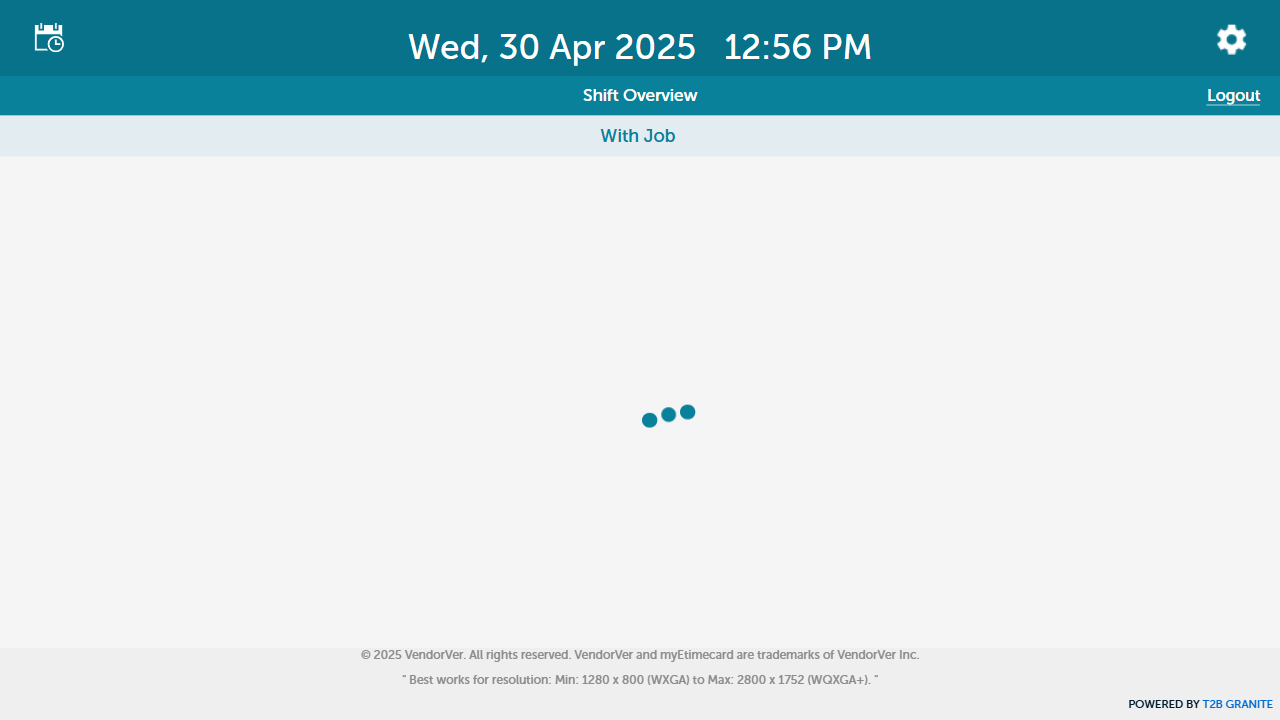 Wed, 30 Apr 2025 12:56 PM
Shift Overview
Logout
With Job
© 2025 VendorVer. All rights reserved. VendorVer and myEtimecard are trademarks of VendorVer Inc.
" Best works for resolution: Min: 1280 x 800 (WXGA) to Max: 2800 x 1752 (WQXGA+). "
POWERED BY T2B GRANITE